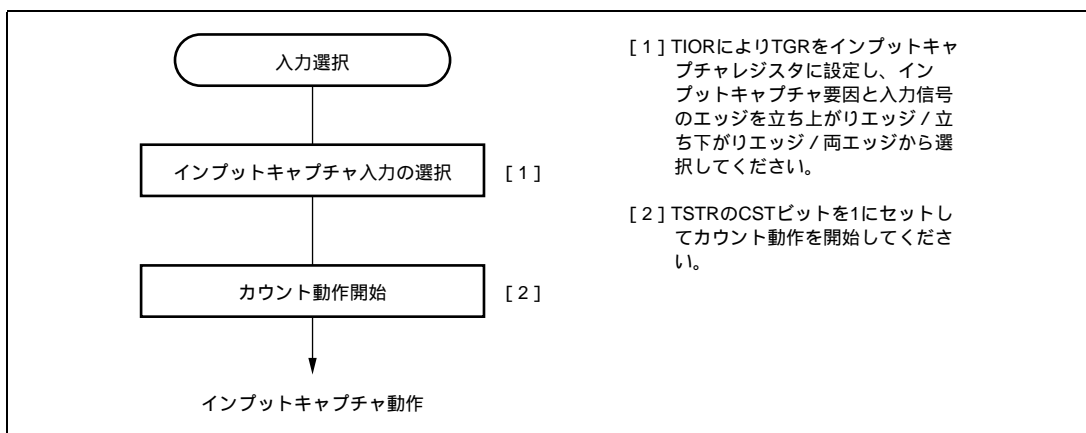 入力選択
インプットキャプチャ入力の選択 [1]
カウント動作開始 [2]
インプットキャプチャ動作
[1] TIORによりTGRをインプットキャ
プチャレジスタに設定し、イン
プットキャプチャ要因と入力信号
のエッジを立ち上がりエッジ/立
ち下がりエッジ/両エッジから選
択してください。
[2] TSTRのCSTビットを1にセットし
てカウント動作を開始してくださ
い。